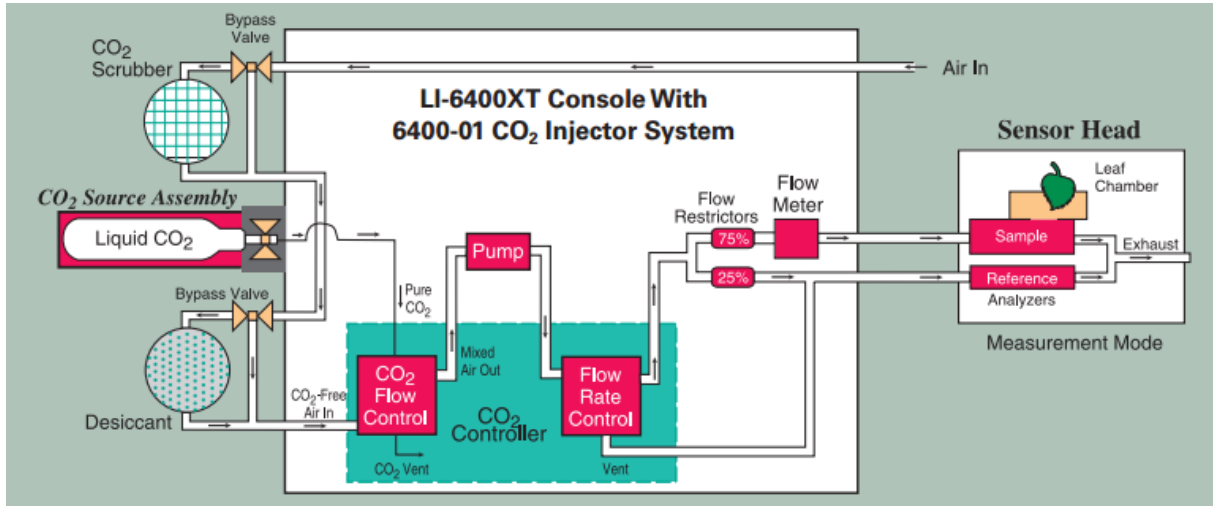 Bypass
Valve
CO2
Scrubber
Air In
LI-6400XT Console With
6400-01 CO2 Injector System
Sensor Head
Leaf
Chamber
CO2 Source Assembly
Liquid CO2
Flow
Restrictors
Flow
Meter
75%
25%
Sample
Exhaust
Reference
Analyzers
Measurement Mode
Pump
Bypass Valve
Pure
CO2
Desiccant
CO2-Free
Air In
CO2
Flow
Control
Mixed
Air Out
CO2
Controller
Flow
Rate
Control
CO2 Vent
Vent